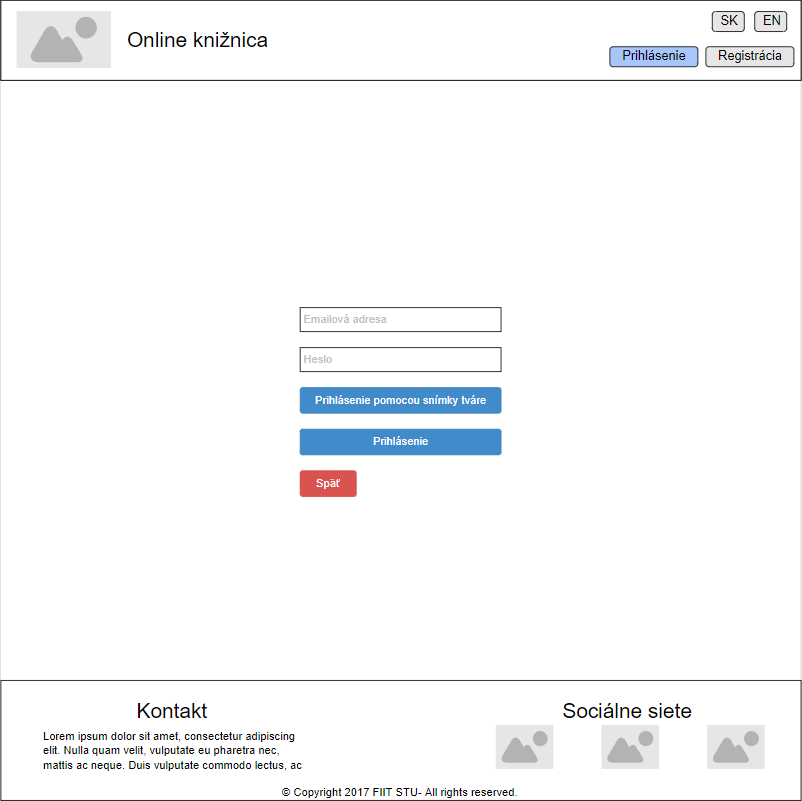 Online knižnica
SK
EN
Prihlásenie
Registrácia
Emailová adresa
Heslo
Prihlásenie pomocou snímky tváre
Prihlásenie
Späť
Kontakt
Lorem ipsum dolor sit amet, consectetur adipiscing
elit. Nulla quam velit, vulputate eu pharetra nec,
mattis ac neque. Duis vulputate commodo lectus, ac
Sociálne siete
© Copyright 2017 FIIT STU- All rights reserved.